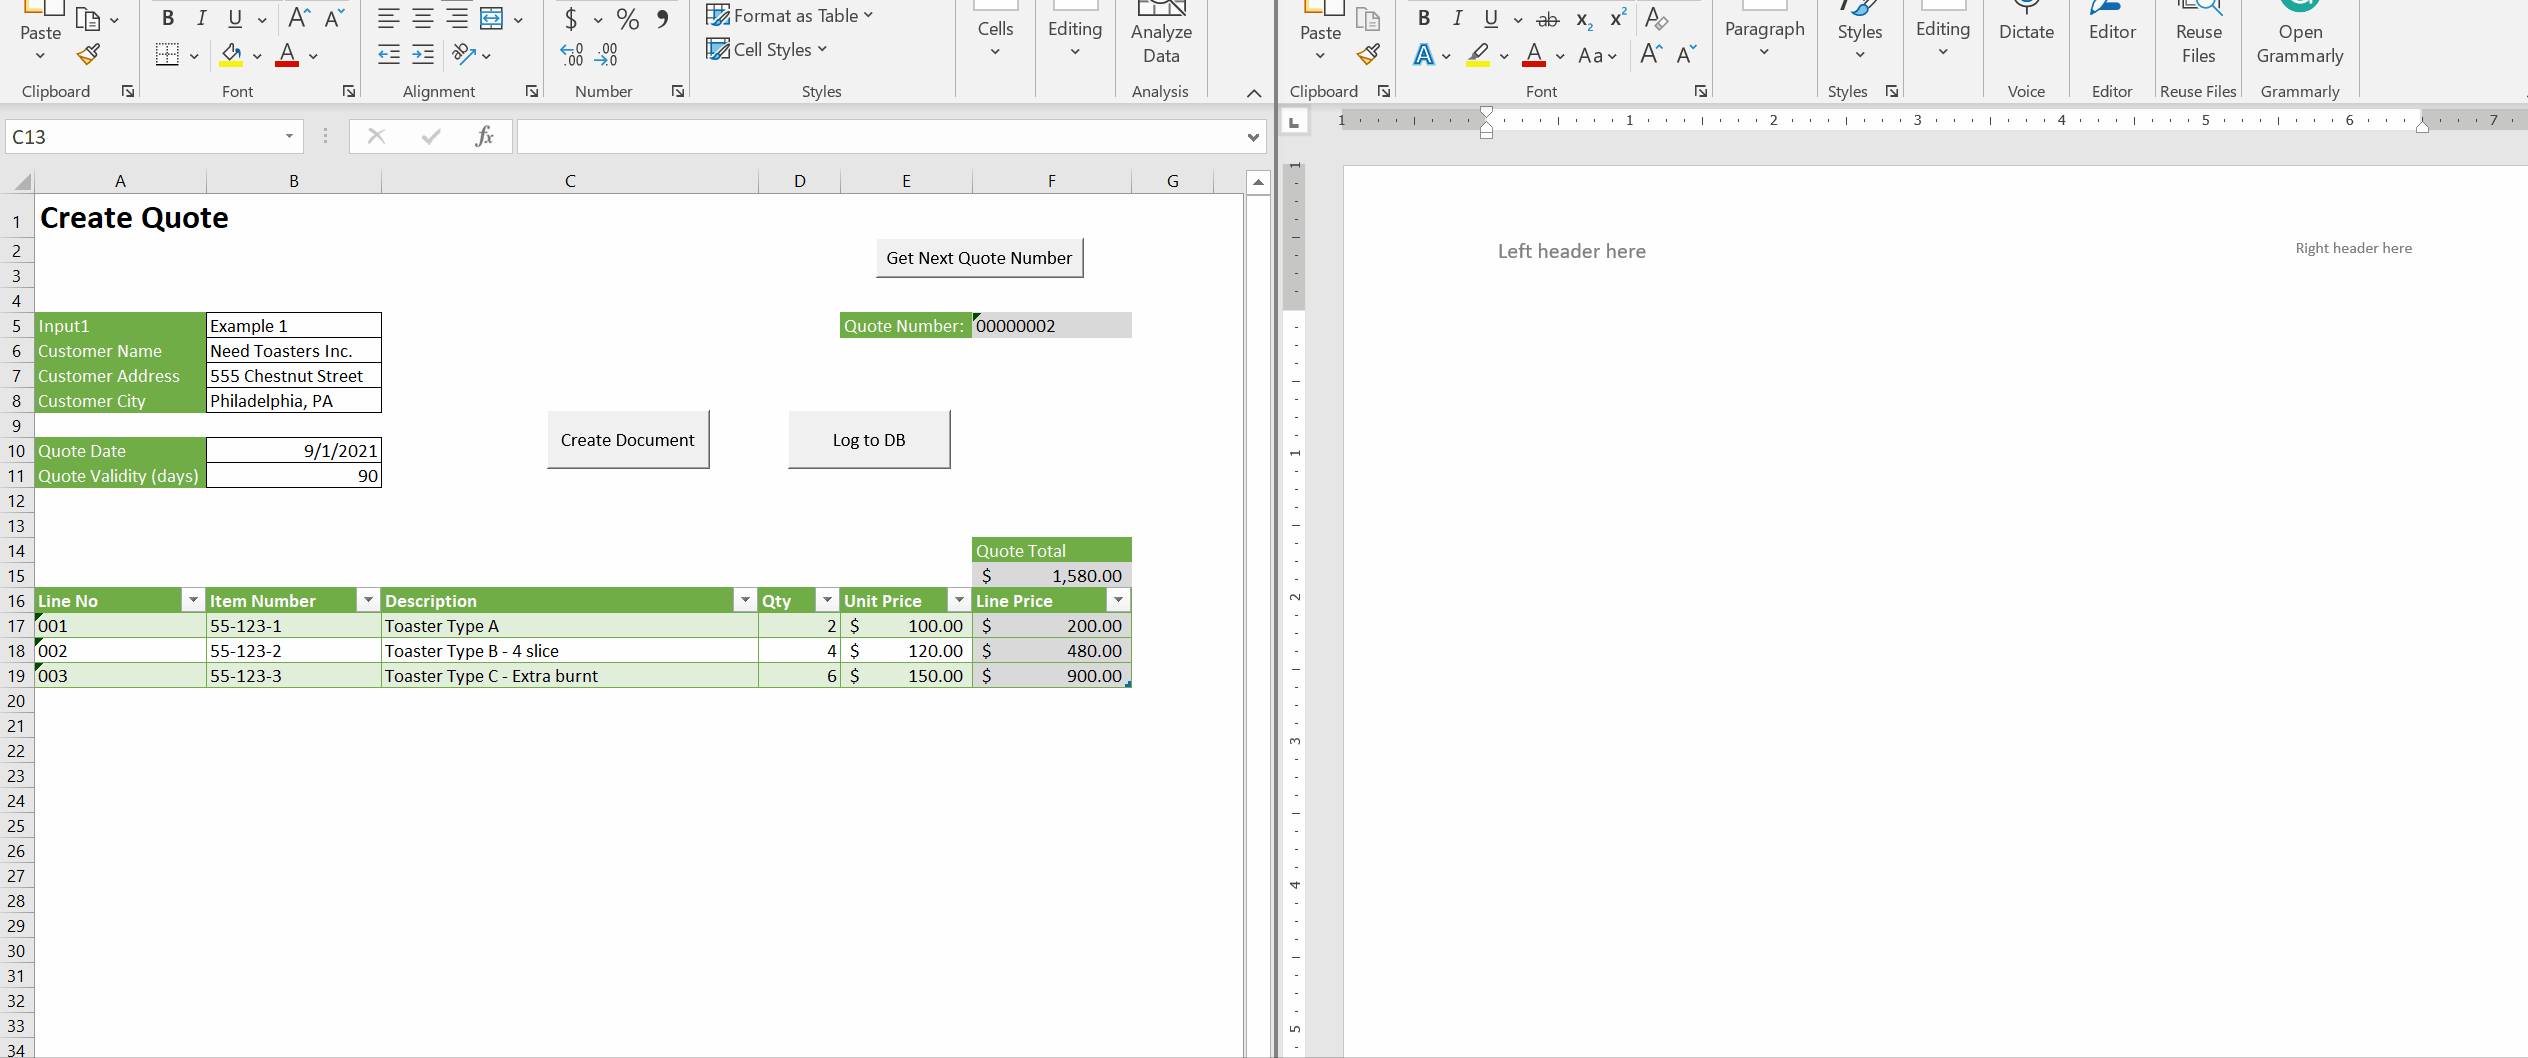 Paste
B I U
$ % 
Format as Table
Cell Styles
Cells
Editing
Analyze
Data
Clipboard
Font
Alignment
Number
Styles
Analysis
C13
fx
A B C D E F G
1 Create Quote
2
Get Next Quote Number
3
4
5 Input1 Example 1 Quote Number: 00000002
6 Customer Name Need Toasters Inc.
7 Customer Address 555 Chestnut Street
8 Customer City Philadelphia, PA
9
Create Document Log to DB
10 Quote Date 9/1/2021
11 Quote Validity (days) 90
12
13
14 Quote Total
15 $ 1,580.00
16 Line No Item Number Description Qty Unit Price Line Price
17 001 55-123-1 Toaster Type A 2 $ 100.00 $ 200.00
18 002 55-123-2 Toaster Type B - 4 slice 4 $ 120.00 $ 480.00
19 003 55-123-3 Toaster Type C - Extra burnt 6 $ 150.00 $ 900.00
20
21
22
23
24
25
26
27
28
29
30
31
32
33
34
Paste
B I U ab x2 x2 A
A A Aa A A
Paragraph
Styles
Editing
Dictate
Editor
Reuse
Files
Open
Grammarly
Clipboard
Font
Styles
Voice
Editor
Reuse Files
Grammarly
L
1 1 2 3 4 5 6 7
Left header here Right header here
1
1
2
3
4
5